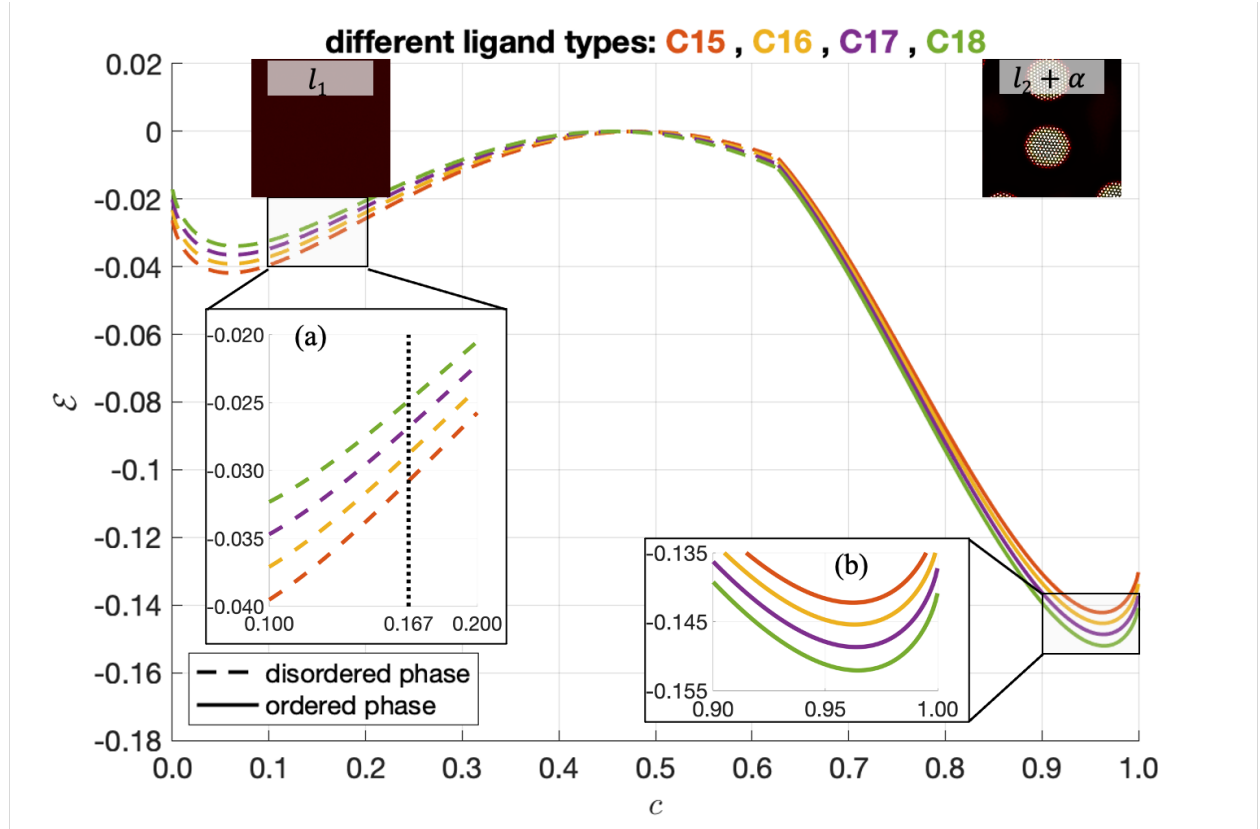 different ligand types: C15 , C16 , C17 , C18
0.02
0
-0.02
-0.04
-0.06
-0.08
-0.1
-0.12
-0.14
-0.16
-0.18
ℰ
l₁
l₂ + α
(a)
-0.020
-0.025
-0.030
-0.035
-0.040
0.100
0.167
0.200
(b)
-0.135
-0.145
-0.155
0.90
0.95
1.00
disordered phase
ordered phase
0.0 0.1 0.2 0.3 0.4 0.5 0.6 0.7 0.8 0.9 1.0
c